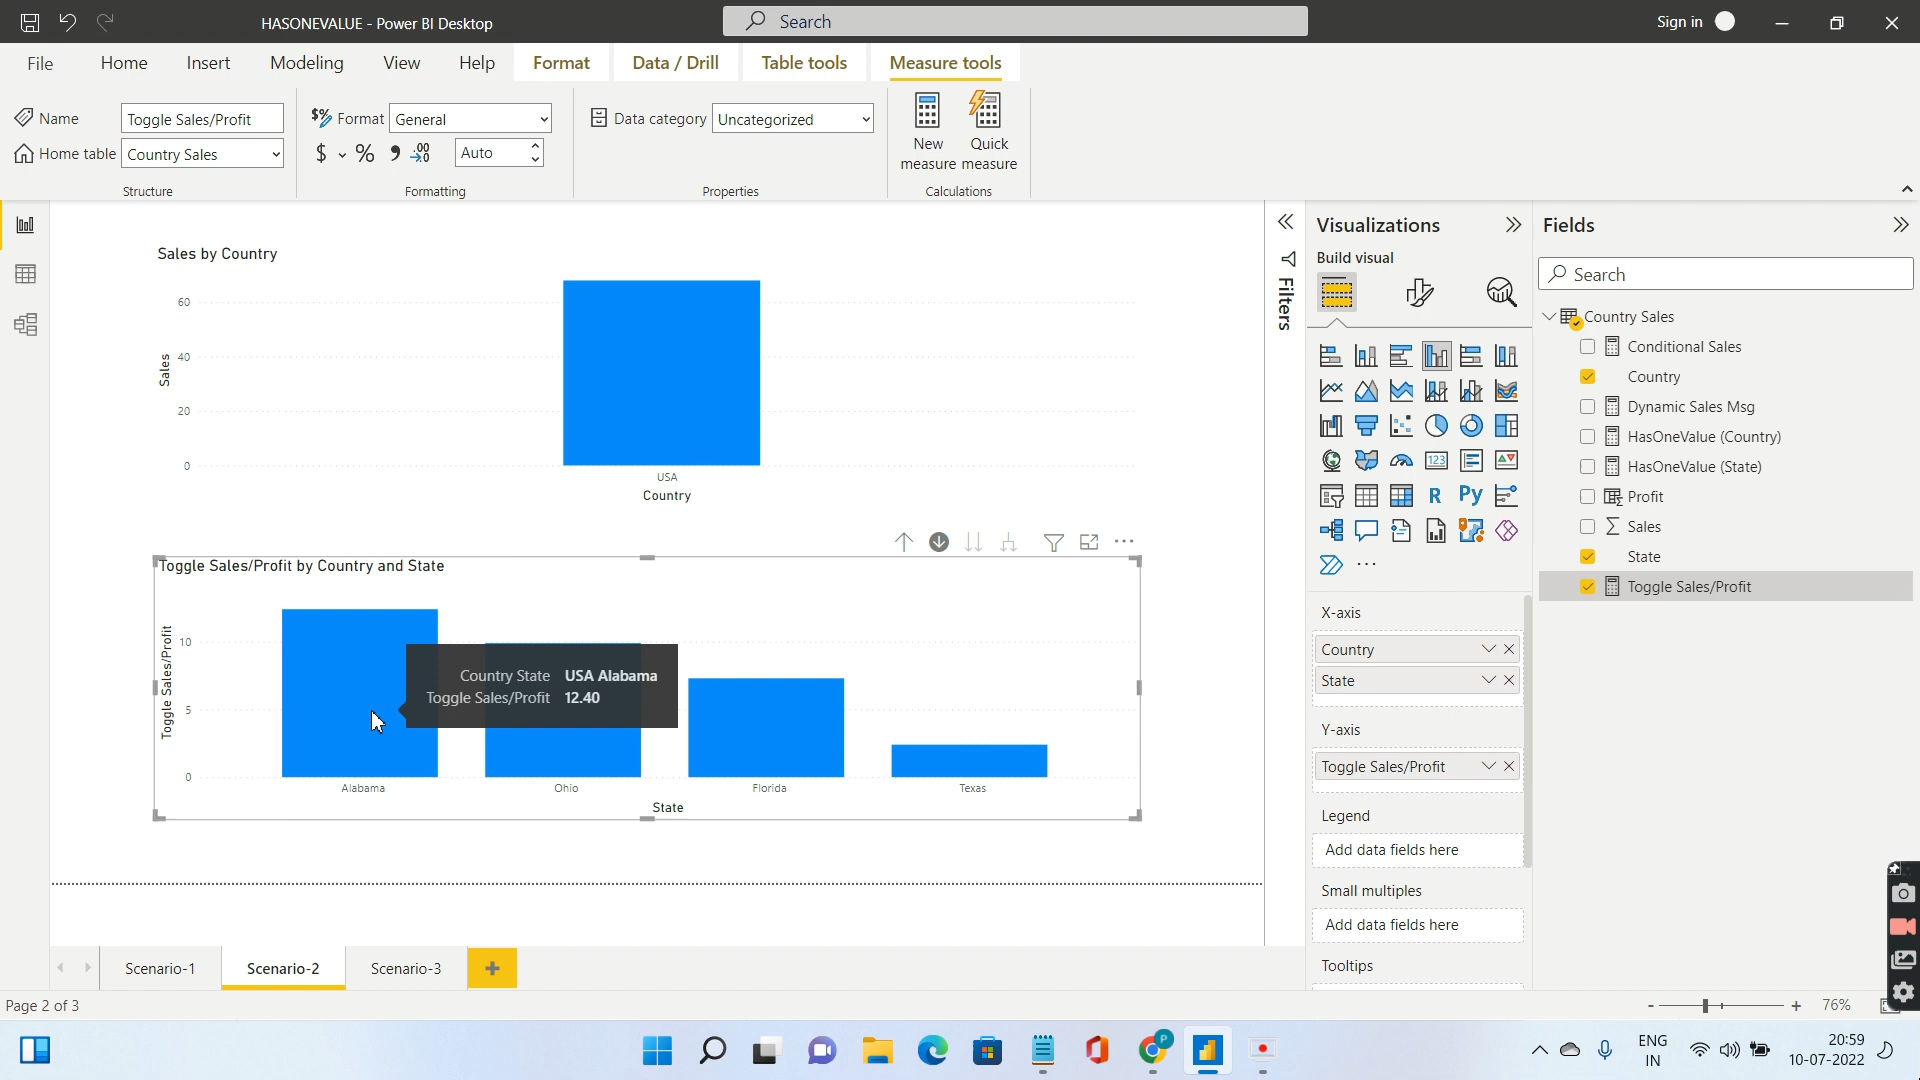 HASONEVALUE - Power BI Desktop
Search
Sign in
File Home Insert Modeling View Help Format Data / Drill Table tools Measure tools
Name Toggle Sales/Profit
Home table Country Sales
Structure
$% Format General
$ % , .00 Auto
Formatting
Data category Uncategorized
Properties
New measure
Quick measure
Calculations
Sales by Country
60
40
20
0
Sales
USA
Country
Toggle Sales/Profit by Country and State
10
5
0
Toggle Sales/Profit
Country State USA Alabama
Toggle Sales/Profit 12.40
Alabama Ohio Florida Texas
State
Filters
Visualizations
Build visual
123
R Py
X-axis
Country
State
Y-axis
Toggle Sales/Profit
Legend
Add data fields here
Small multiples
Add data fields here
Tooltips
Fields
Search
Country Sales
Conditional Sales
Country
Dynamic Sales Msg
HasOneValue (Country)
HasOneValue (State)
Profit
Sales
State
Toggle Sales/Profit
Scenario-1 Scenario-2 Scenario-3
Page 2 of 3
- + 76%
P
ENG
IN
20:59
10-07-2022